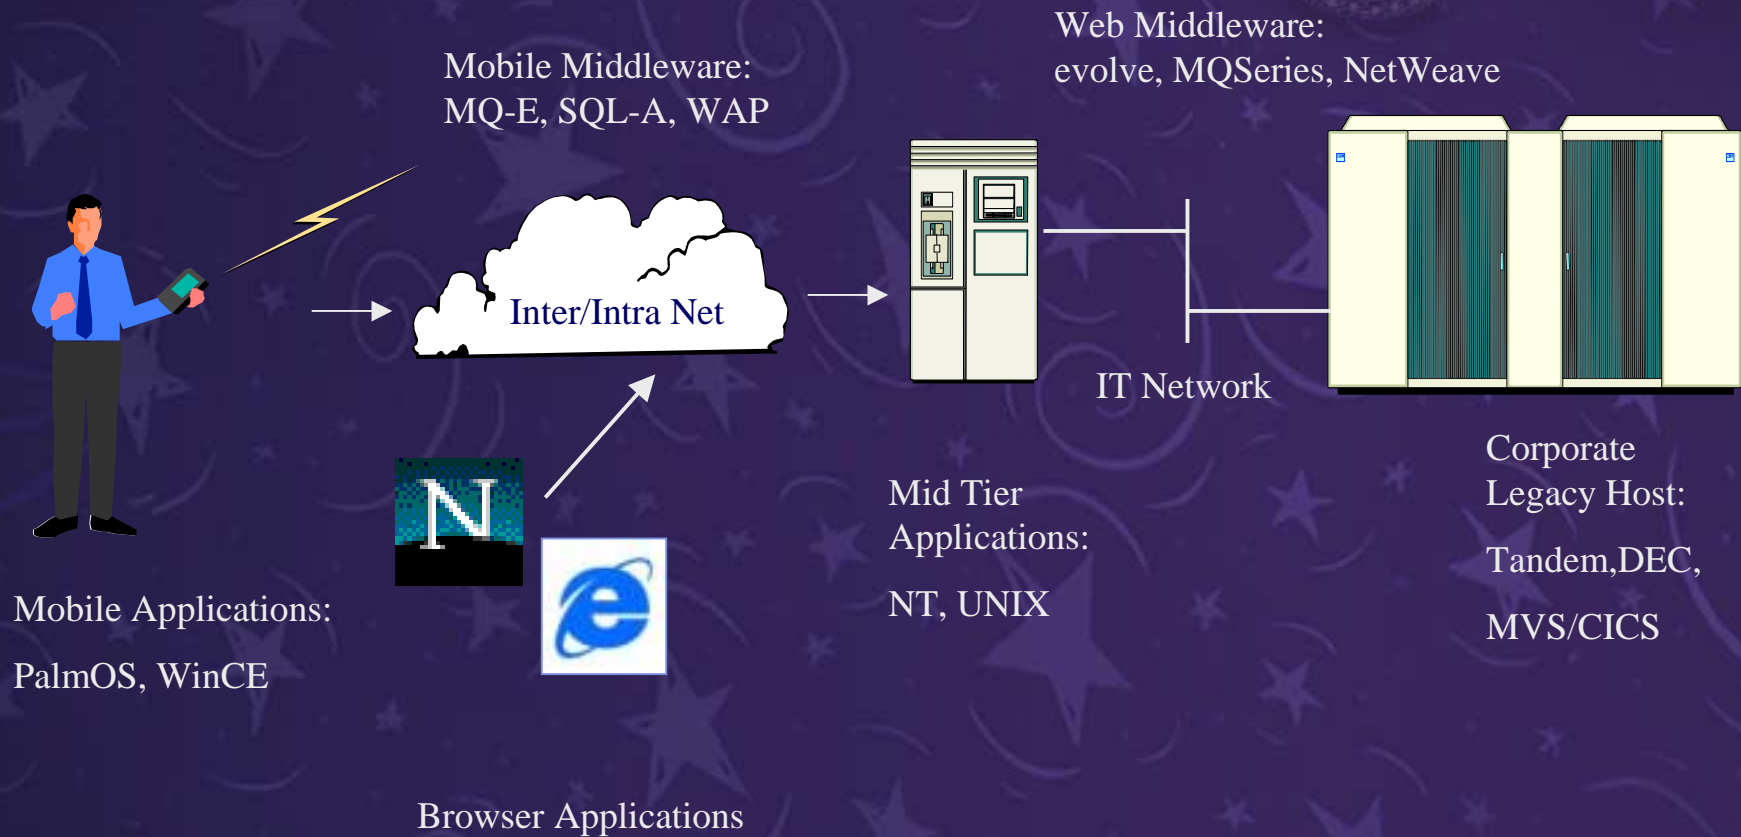 Web Middleware:
evolve, MQSeries, NetWeave
Mobile Middleware:
MQ-E, SQL-A, WAP
Inter/Intra Net
IT Network
N
e
Mobile Applications:
PalmOS, WinCE
Browser Applications
Mid Tier
Applications:
NT, UNIX
Corporate
Legacy Host:
Tandem,DEC,
MVS/CICS